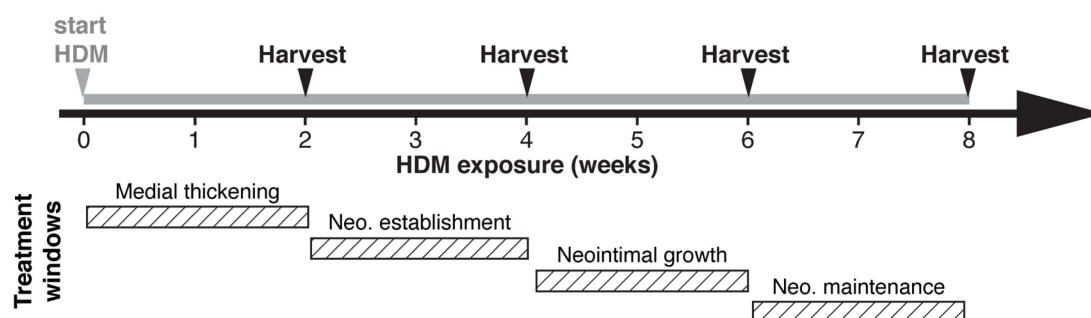 start
HDM
Harvest Harvest Harvest Harvest
0 1 2 3 4 5 6 7 8
HDM exposure (weeks)
Treatment
windows
Medial thickening
Neo. establishment
Neointimal growth
Neo. maintenance